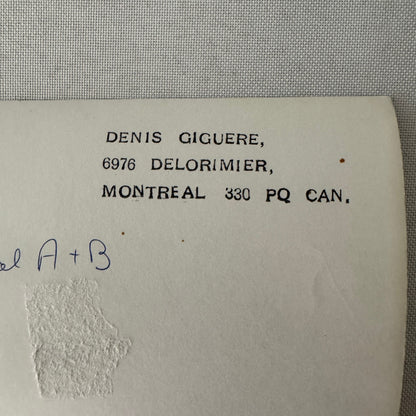 DENIS GIGUERE,
6976 DELORIMIER,
MONTREAL 330 PQ CAN.
A + B